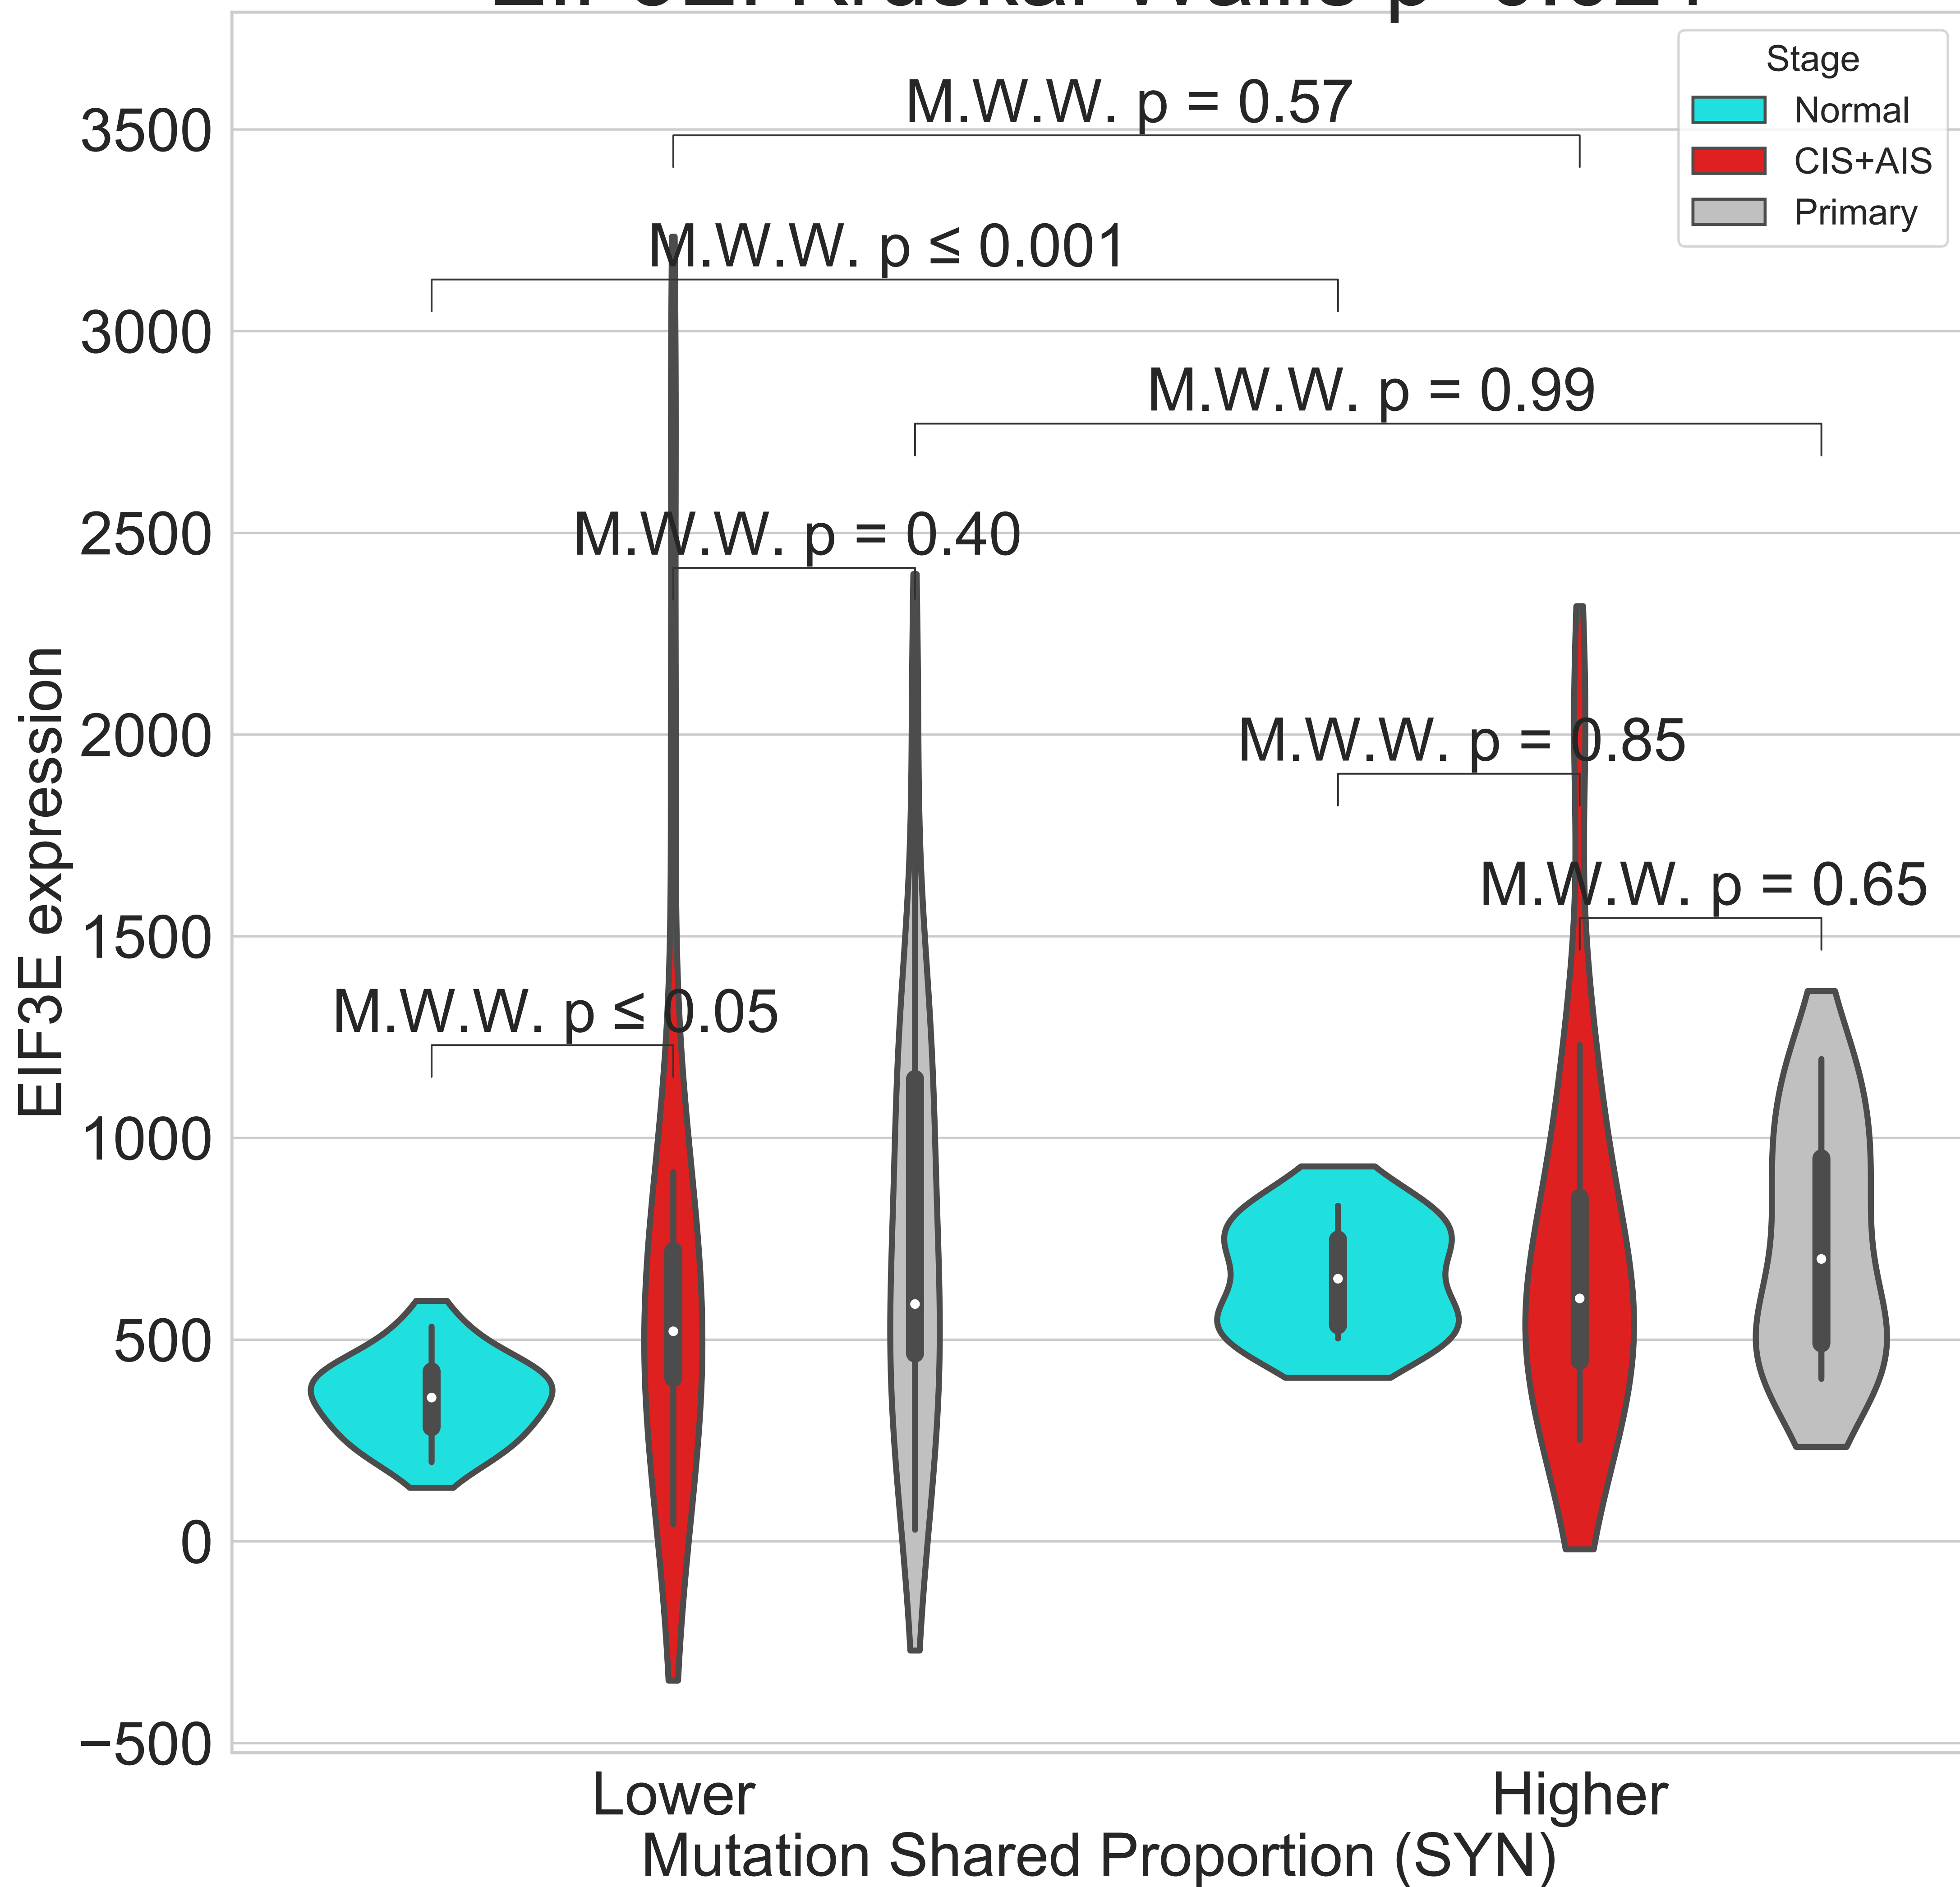 Stage
Normal
CIS+AIS
Primary
M.W.W. p = 0.57
M.W.W. p ≤ 0.001
M.W.W. p = 0.99
M.W.W. p = 0.40
M.W.W. p = 0.85
M.W.W. p = 0.65
M.W.W. p ≤ 0.05
3500
3000
2500
2000
1500
1000
500
0
−500
EIF3E expression
Lower
Higher
Mutation Shared Proportion (SYN)